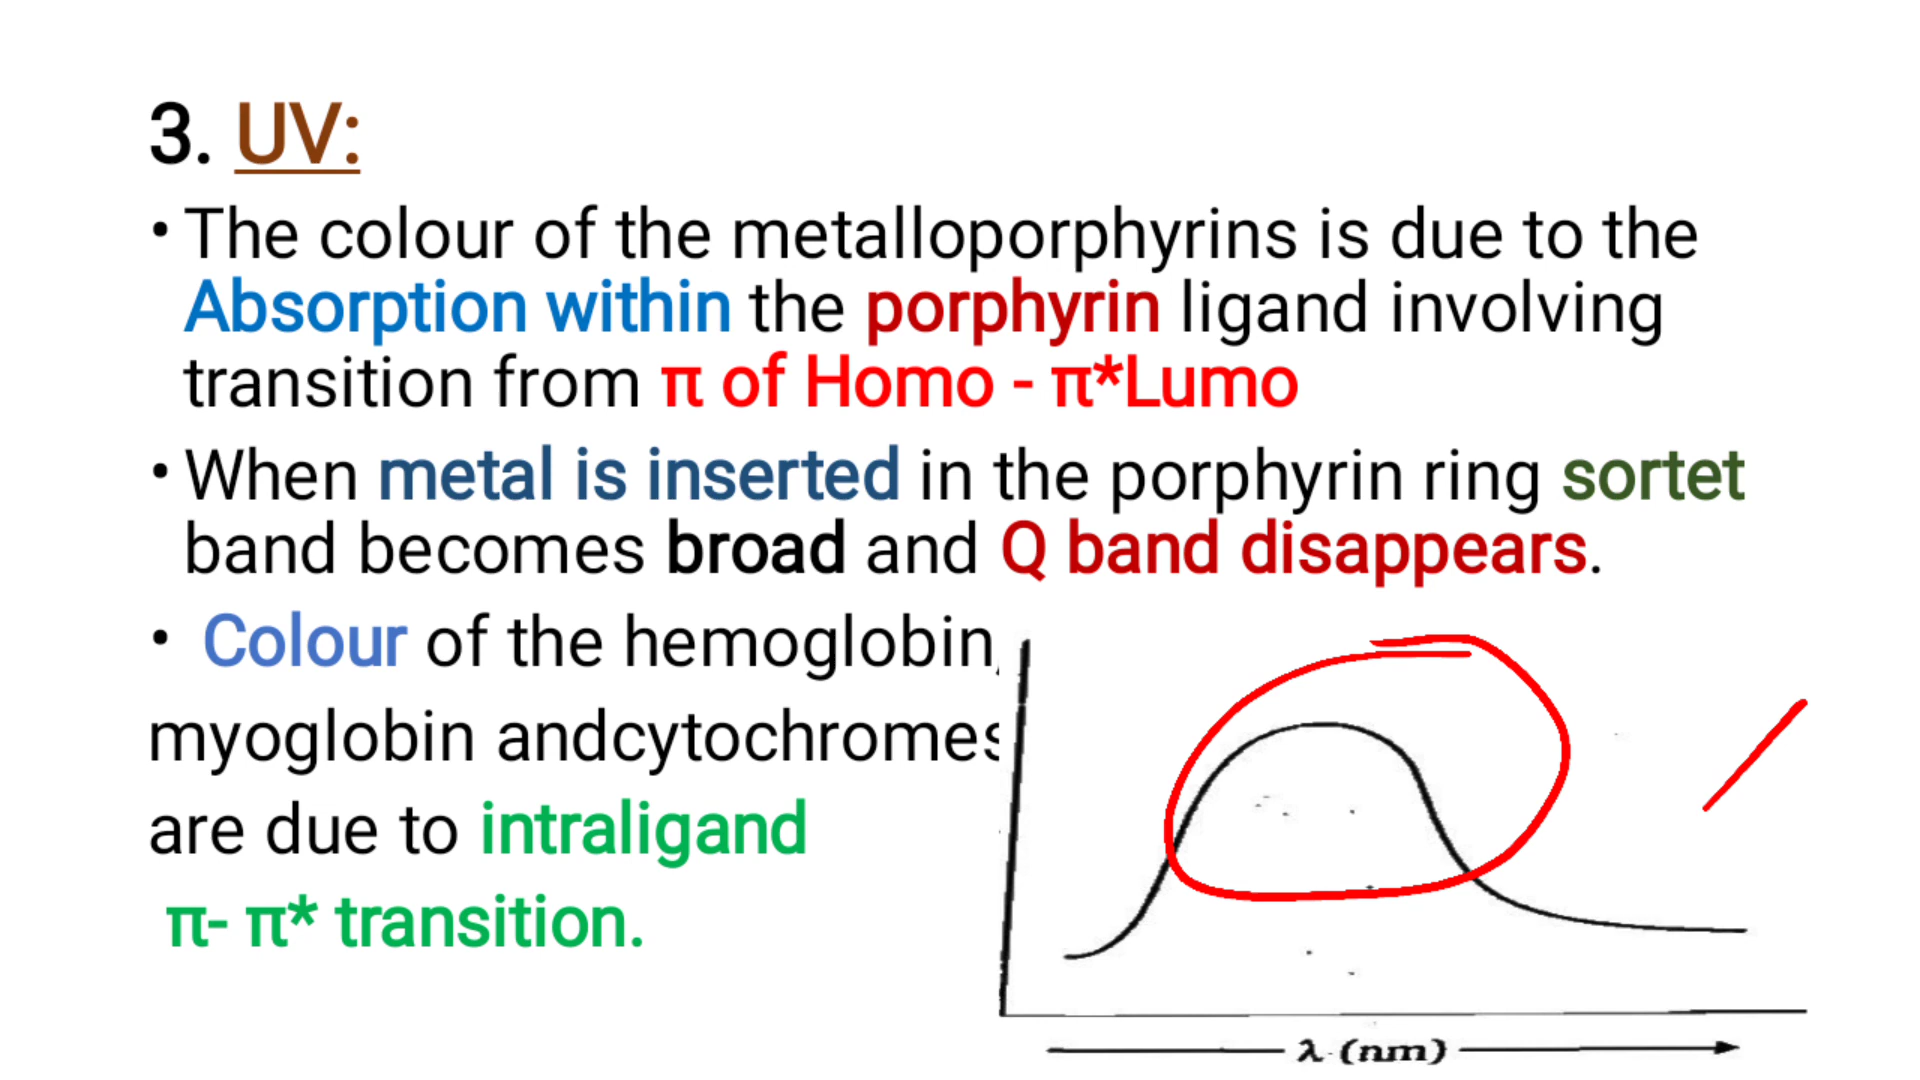 3. UV:
• The colour of the metalloporphyrins is due to the
Absorption within the porphyrin ligand involving
transition from π of Homo - π*Lumo
• When metal is inserted in the porphyrin ring sortet
band becomes broad and Q band disappears.
• Colour of the hemoglobin,
myoglobin andcytochromes
are due to intraligand
π- π* transition.
λ (nm)